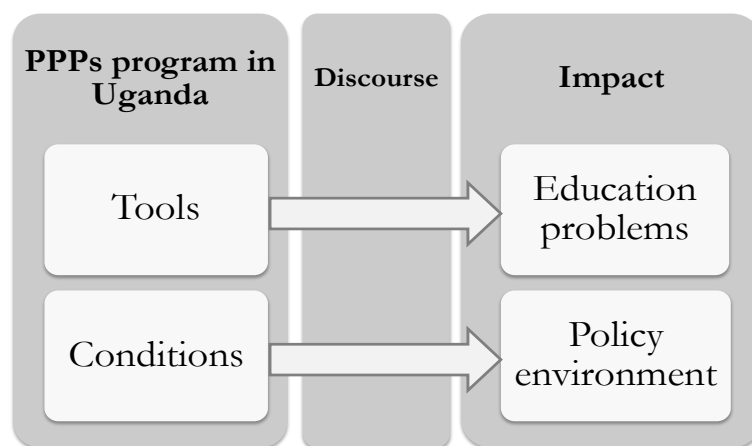 PPPs program in
Uganda
Discourse
Impact
Tools
Education
problems
Conditions
Policy
environment